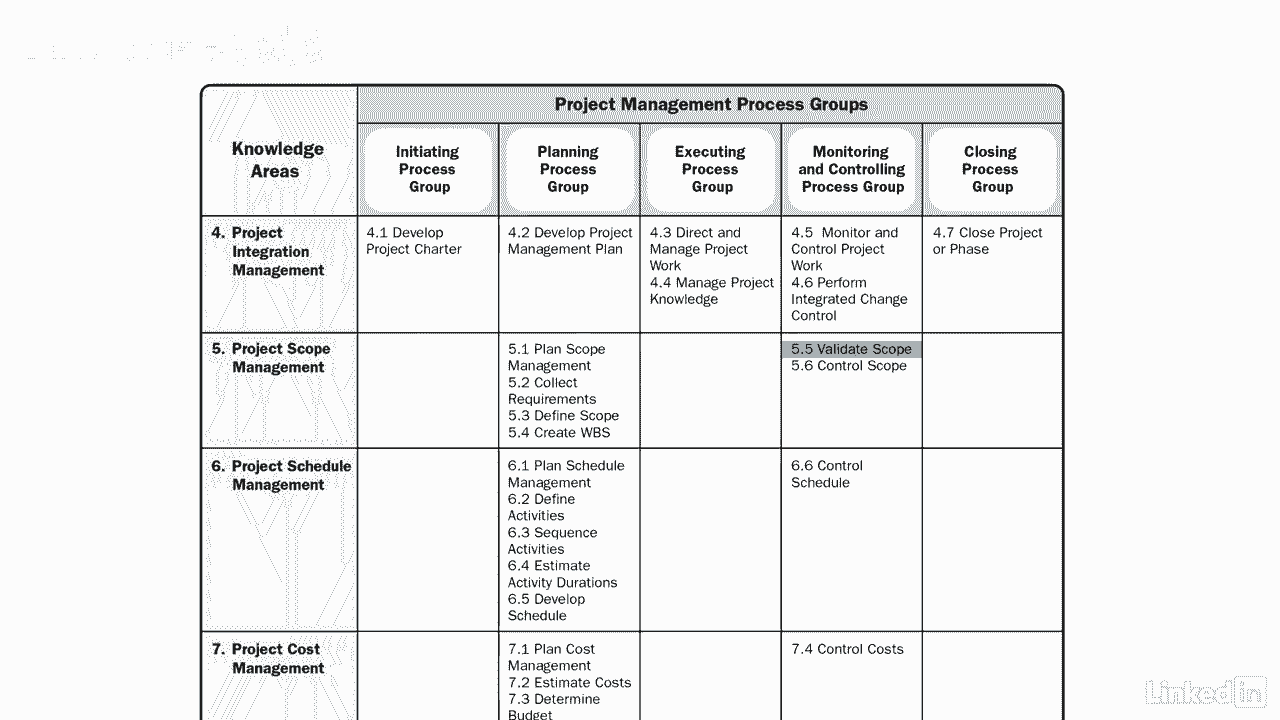 Project Management Process Groups
Knowledge
Areas
Initiating
Process
Group
Planning
Process
Group
Executing
Process
Group
Monitoring
and Controlling
Process Group
Closing
Process
Group
4. Project
Integration
Management
4.1 Develop
Project Charter
4.2 Develop Project
Management Plan
4.3 Direct and
Manage Project
Work
4.4 Manage Project
Knowledge
4.5 Monitor and
Control Project
Work
4.6 Perform
Integrated Change
Control
4.7 Close Project
or Phase
5. Project Scope
Management
5.1 Plan Scope
Management
5.2 Collect
Requirements
5.3 Define Scope
5.4 Create WBS
5.5 Validate Scope
5.6 Control Scope
6. Project Schedule
Management
6.1 Plan Schedule
Management
6.2 Define
Activities
6.3 Sequence
Activities
6.4 Estimate
Activity Durations
6.5 Develop
Schedule
6.6 Control
Schedule
7. Project Cost
Management
7.1 Plan Cost
Management
7.2 Estimate Costs
7.3 Determine
Budget
7.4 Control Costs
Linked in